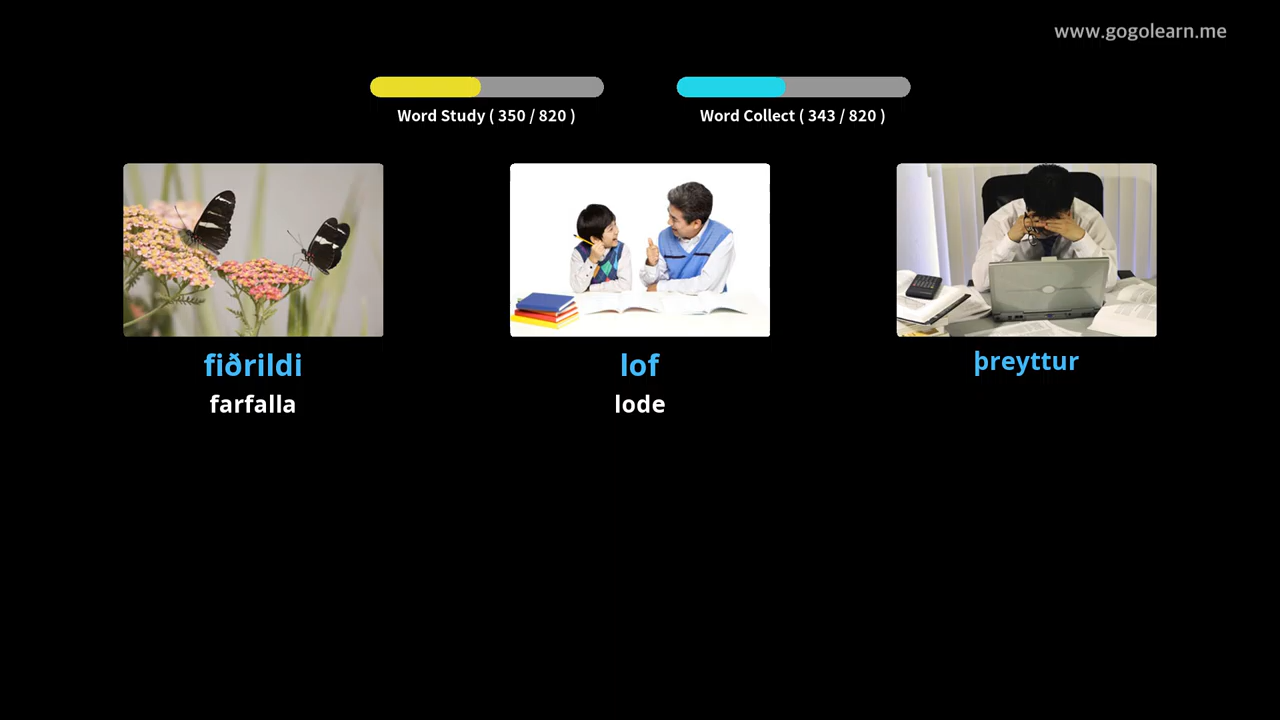 www.gogolearn.me
Word Study ( 350 / 820 )
Word Collect ( 343 / 820 )
fiðrildi
farfalla
lof
lode
þreyttur